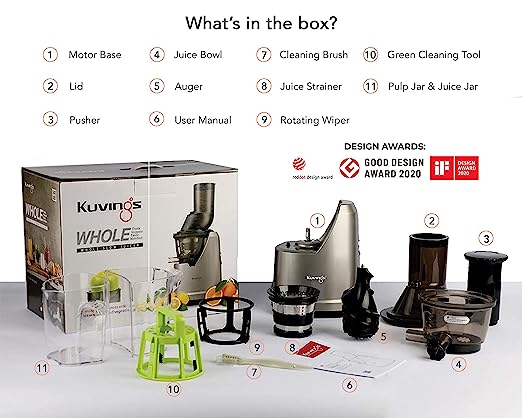 What's in the box?
1 Motor Base
4 Juice Bowl
7 Cleaning Brush
10 Green Cleaning Tool
2 Lid
5 Auger
8 Juice Strainer
11 Pulp Jar & Juice Jar
3 Pusher
6 User Manual
9 Rotating Wiper
DESIGN AWARDS:
reddot design award
GOOD DESIGN
AWARD 2020
iF
DESIGN
AWARD
2020
Kuvings
WHOLE
WHOLE SLOW JUICER
1
Kuvings
2
3
11
10
9
8
7
6
5
4